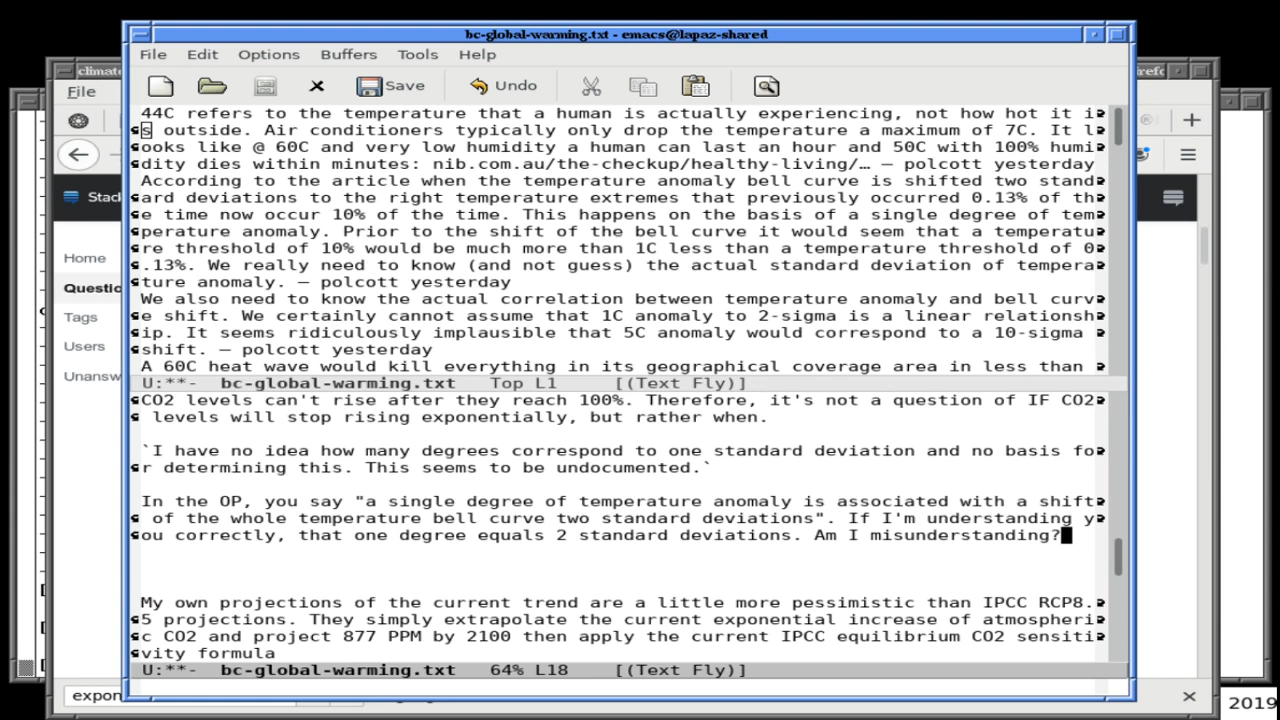 bc-global-warming.txt - emacs@lapaz-shared
File Edit Options Buffers Tools Help
Save Undo
44C refers to the temperature that a human is actually experiencing, not how hot it i
s outside. Air conditioners typically only drop the temperature a maximum of 7C. It l
ooks like @ 60C and very low humidity a human can last an hour and 50C with 100% humi
dity dies within minutes: nib.com.au/the-checkup/healthy-living/… – polcott yesterday
According to the article when the temperature anomaly bell curve is shifted two stand
ard deviations to the right temperature extremes that previously occurred 0.13% of th
e time now occur 10% of the time. This happens on the basis of a single degree of tem
perature anomaly. Prior to the shift of the bell curve it would seem that a temperatu
re threshold of 10% would be much more than 1C less than a temperature threshold of 0
.13%. We really need to know (and not guess) the actual standard deviation of tempera
ture anomaly. – polcott yesterday
We also need to know the actual correlation between temperature anomaly and bell curv
e shift. We certainly cannot assume that 1C anomaly to 2-sigma is a linear relationsh
ip. It seems ridiculously implausible that 5C anomaly would correspond to a 10-sigma
shift. – polcott yesterday
A 60C heat wave would kill everything in its geographical coverage area in less than
U:**- bc-global-warming.txt Top L1 [(Text Fly)]
CO2 levels can't rise after they reach 100%. Therefore, it's not a question of IF CO2
levels will stop rising exponentially, but rather when.
`I have no idea how many degrees correspond to one standard deviation and no basis fo
r determining this. This seems to be undocumented.`
In the OP, you say "a single degree of temperature anomaly is associated with a shift
of the whole temperature bell curve two standard deviations". If I'm understanding y
ou correctly, that one degree equals 2 standard deviations. Am I misunderstanding?
My own projections of the current trend are a little more pessimistic than IPCC RCP8.
5 projections. They simply extrapolate the current exponential increase of atmospheri
c CO2 and project 877 PPM by 2100 then apply the current IPCC equilibrium CO2 sensiti
vity formula
U:**- bc-global-warming.txt 64% L18 [(Text Fly)]
climate
File
Stack
Home
Questio
Tags
Users
Unansw
expon
2019